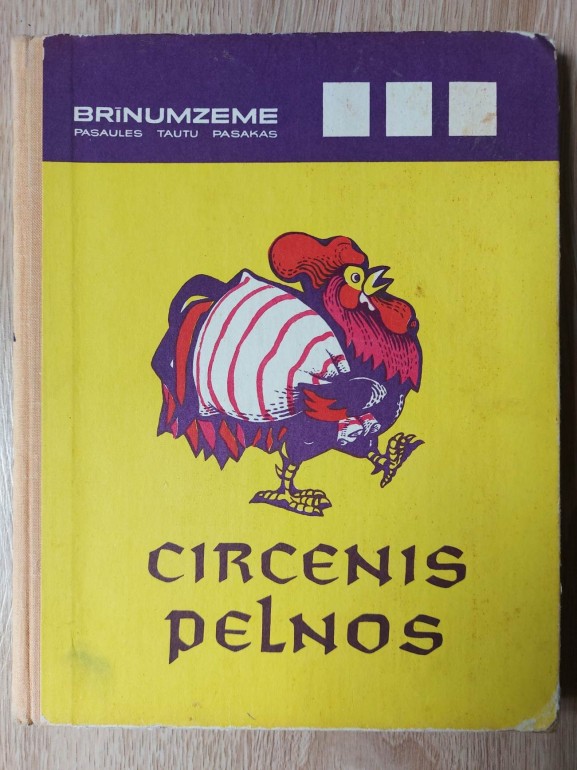 BRĪNUMZEME
PASAULES TAUTU PASAKAS
CIRCENIS
PELNOS